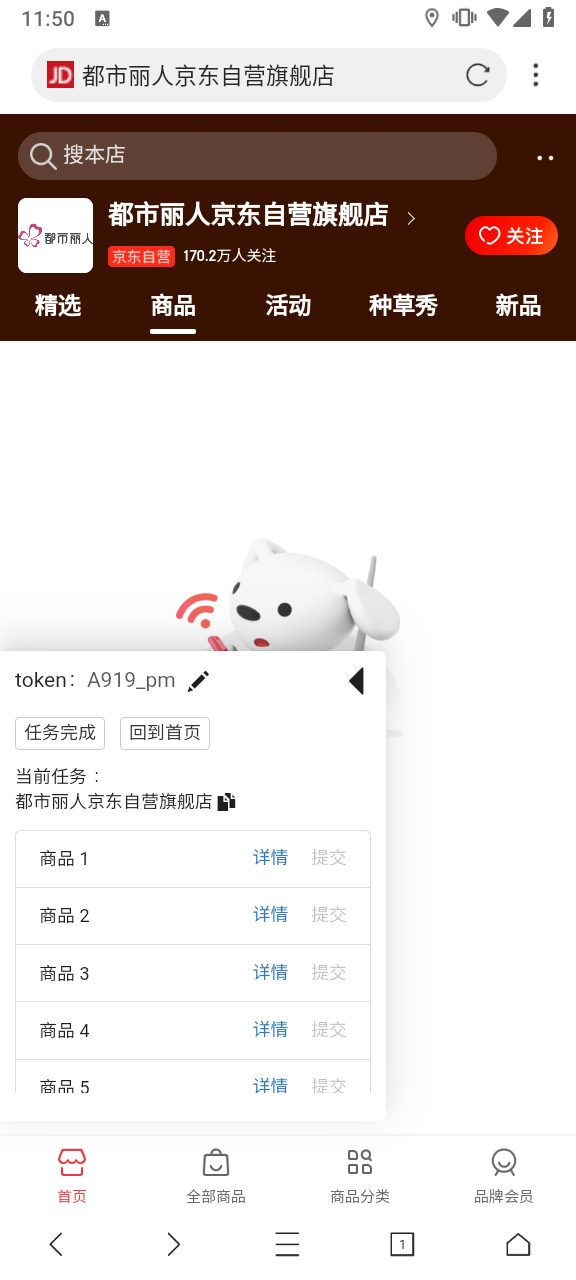 11:50
A
JD 都市丽人京东自营旗舰店
搜本店
都市丽人京东自营旗舰店
都市丽人
京东自营 170.2万人关注
关注
精选 商品 活动 种草秀 新品
token: A919_pm
任务完成 回到首页
当前任务：
都市丽人京东自营旗舰店
商品 1 详情 提交
商品 2 详情 提交
商品 3 详情 提交
商品 4 详情 提交
商品 5 详情 提交
首页 全部商品 商品分类 品牌会员
1